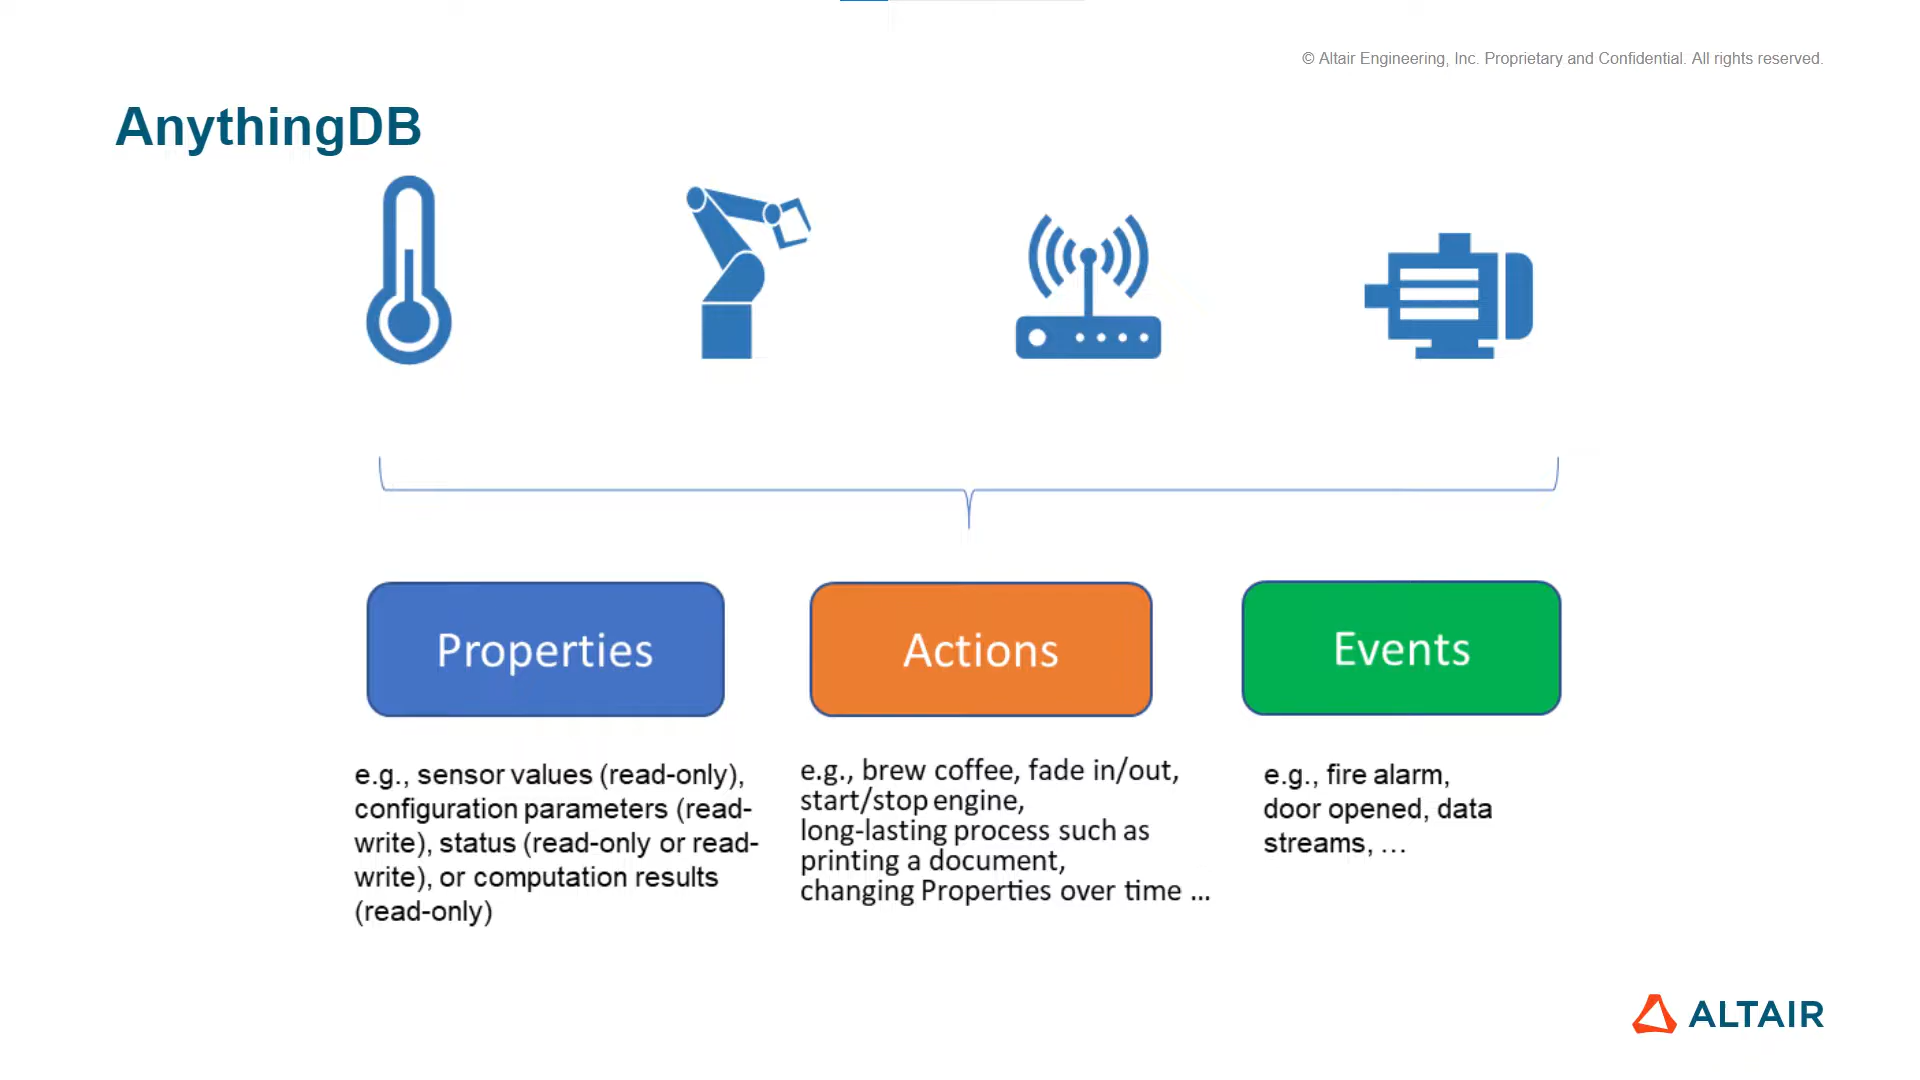 © Altair Engineering, Inc. Proprietary and Confidential. All rights reserved.
AnythingDB
Properties
Actions
Events
e.g., sensor values (read-only),
configuration parameters (read-
write), status (read-only or read-
write), or computation results
(read-only)
e.g., brew coffee, fade in/out,
start/stop engine,
long-lasting process such as
printing a document,
changing Properties over time ...
e.g., fire alarm,
door opened, data
streams, …
ALTAIR